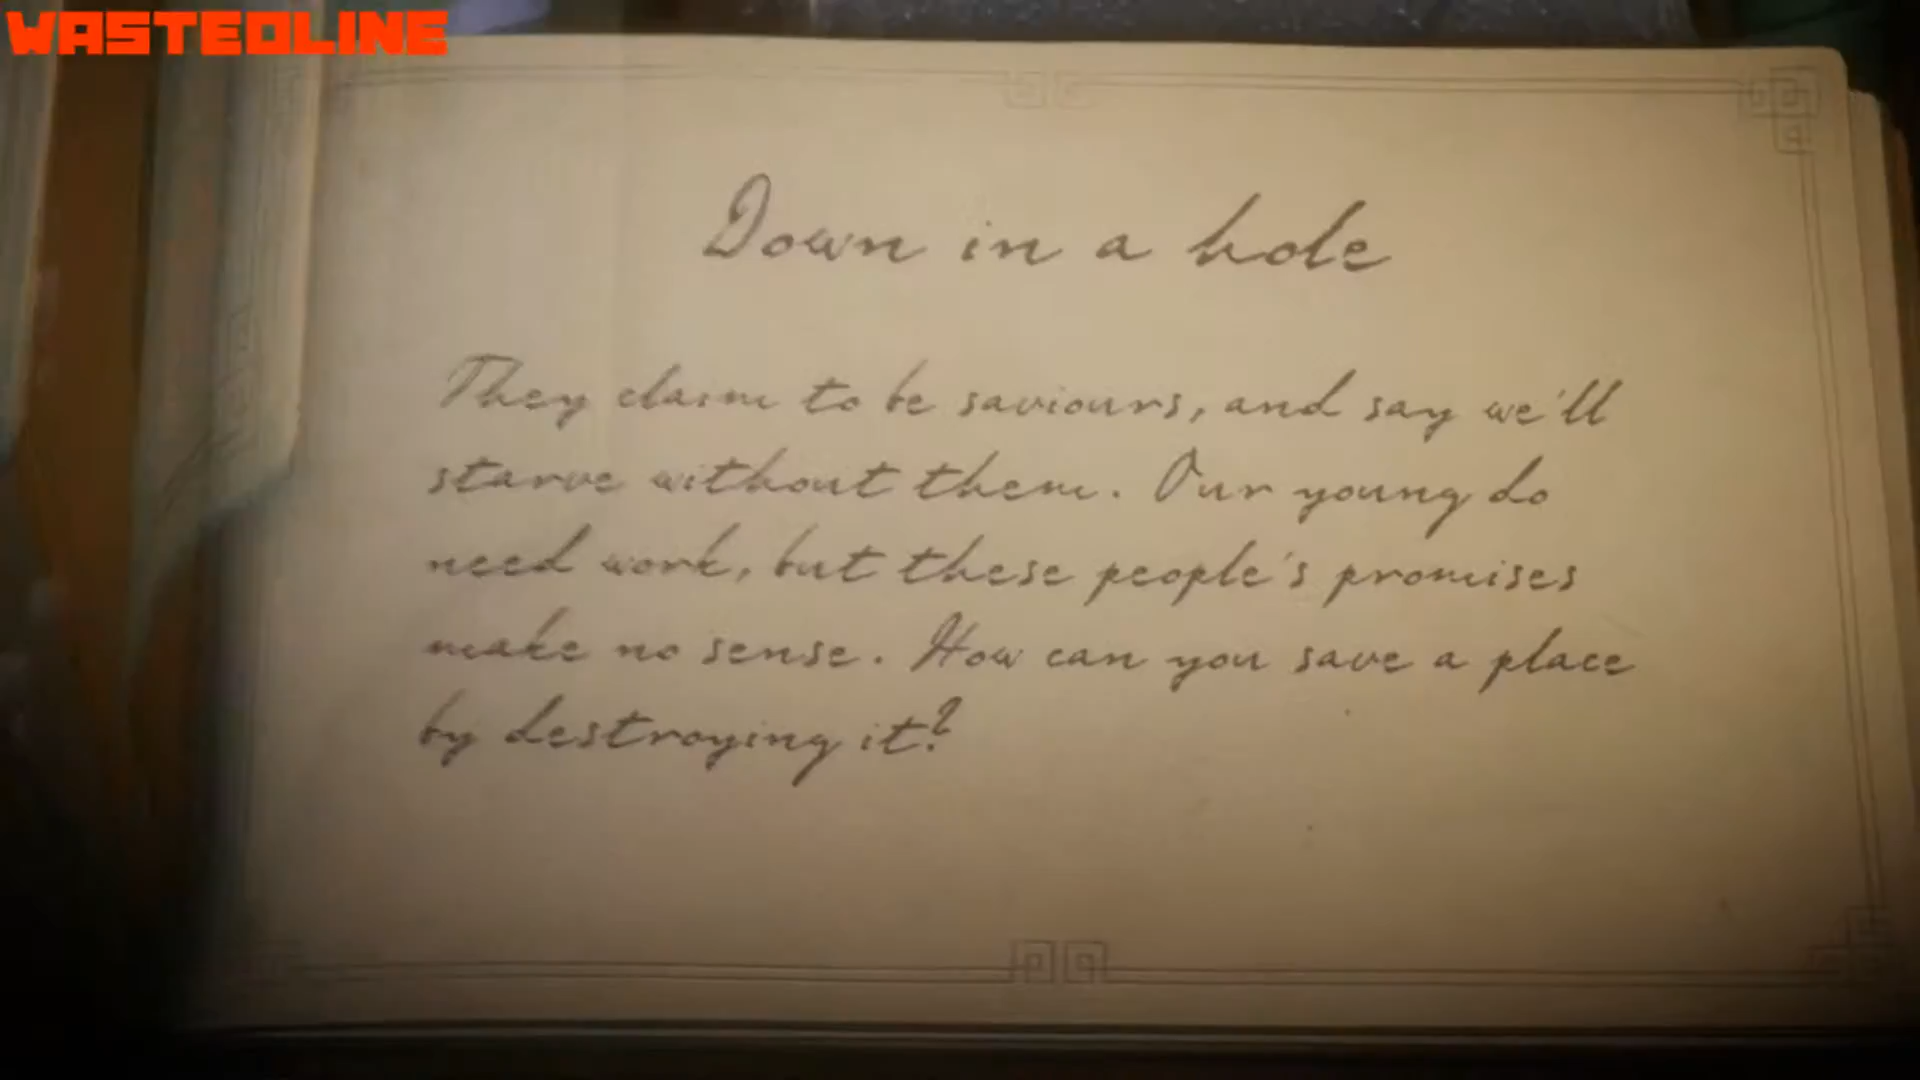 WASTEDLINE
Down in a hole
They claim to be saviours, and say we'll
starve without them. Our young do
need work, but these people's promises
make no sense. How can you save a place
by destroying it?